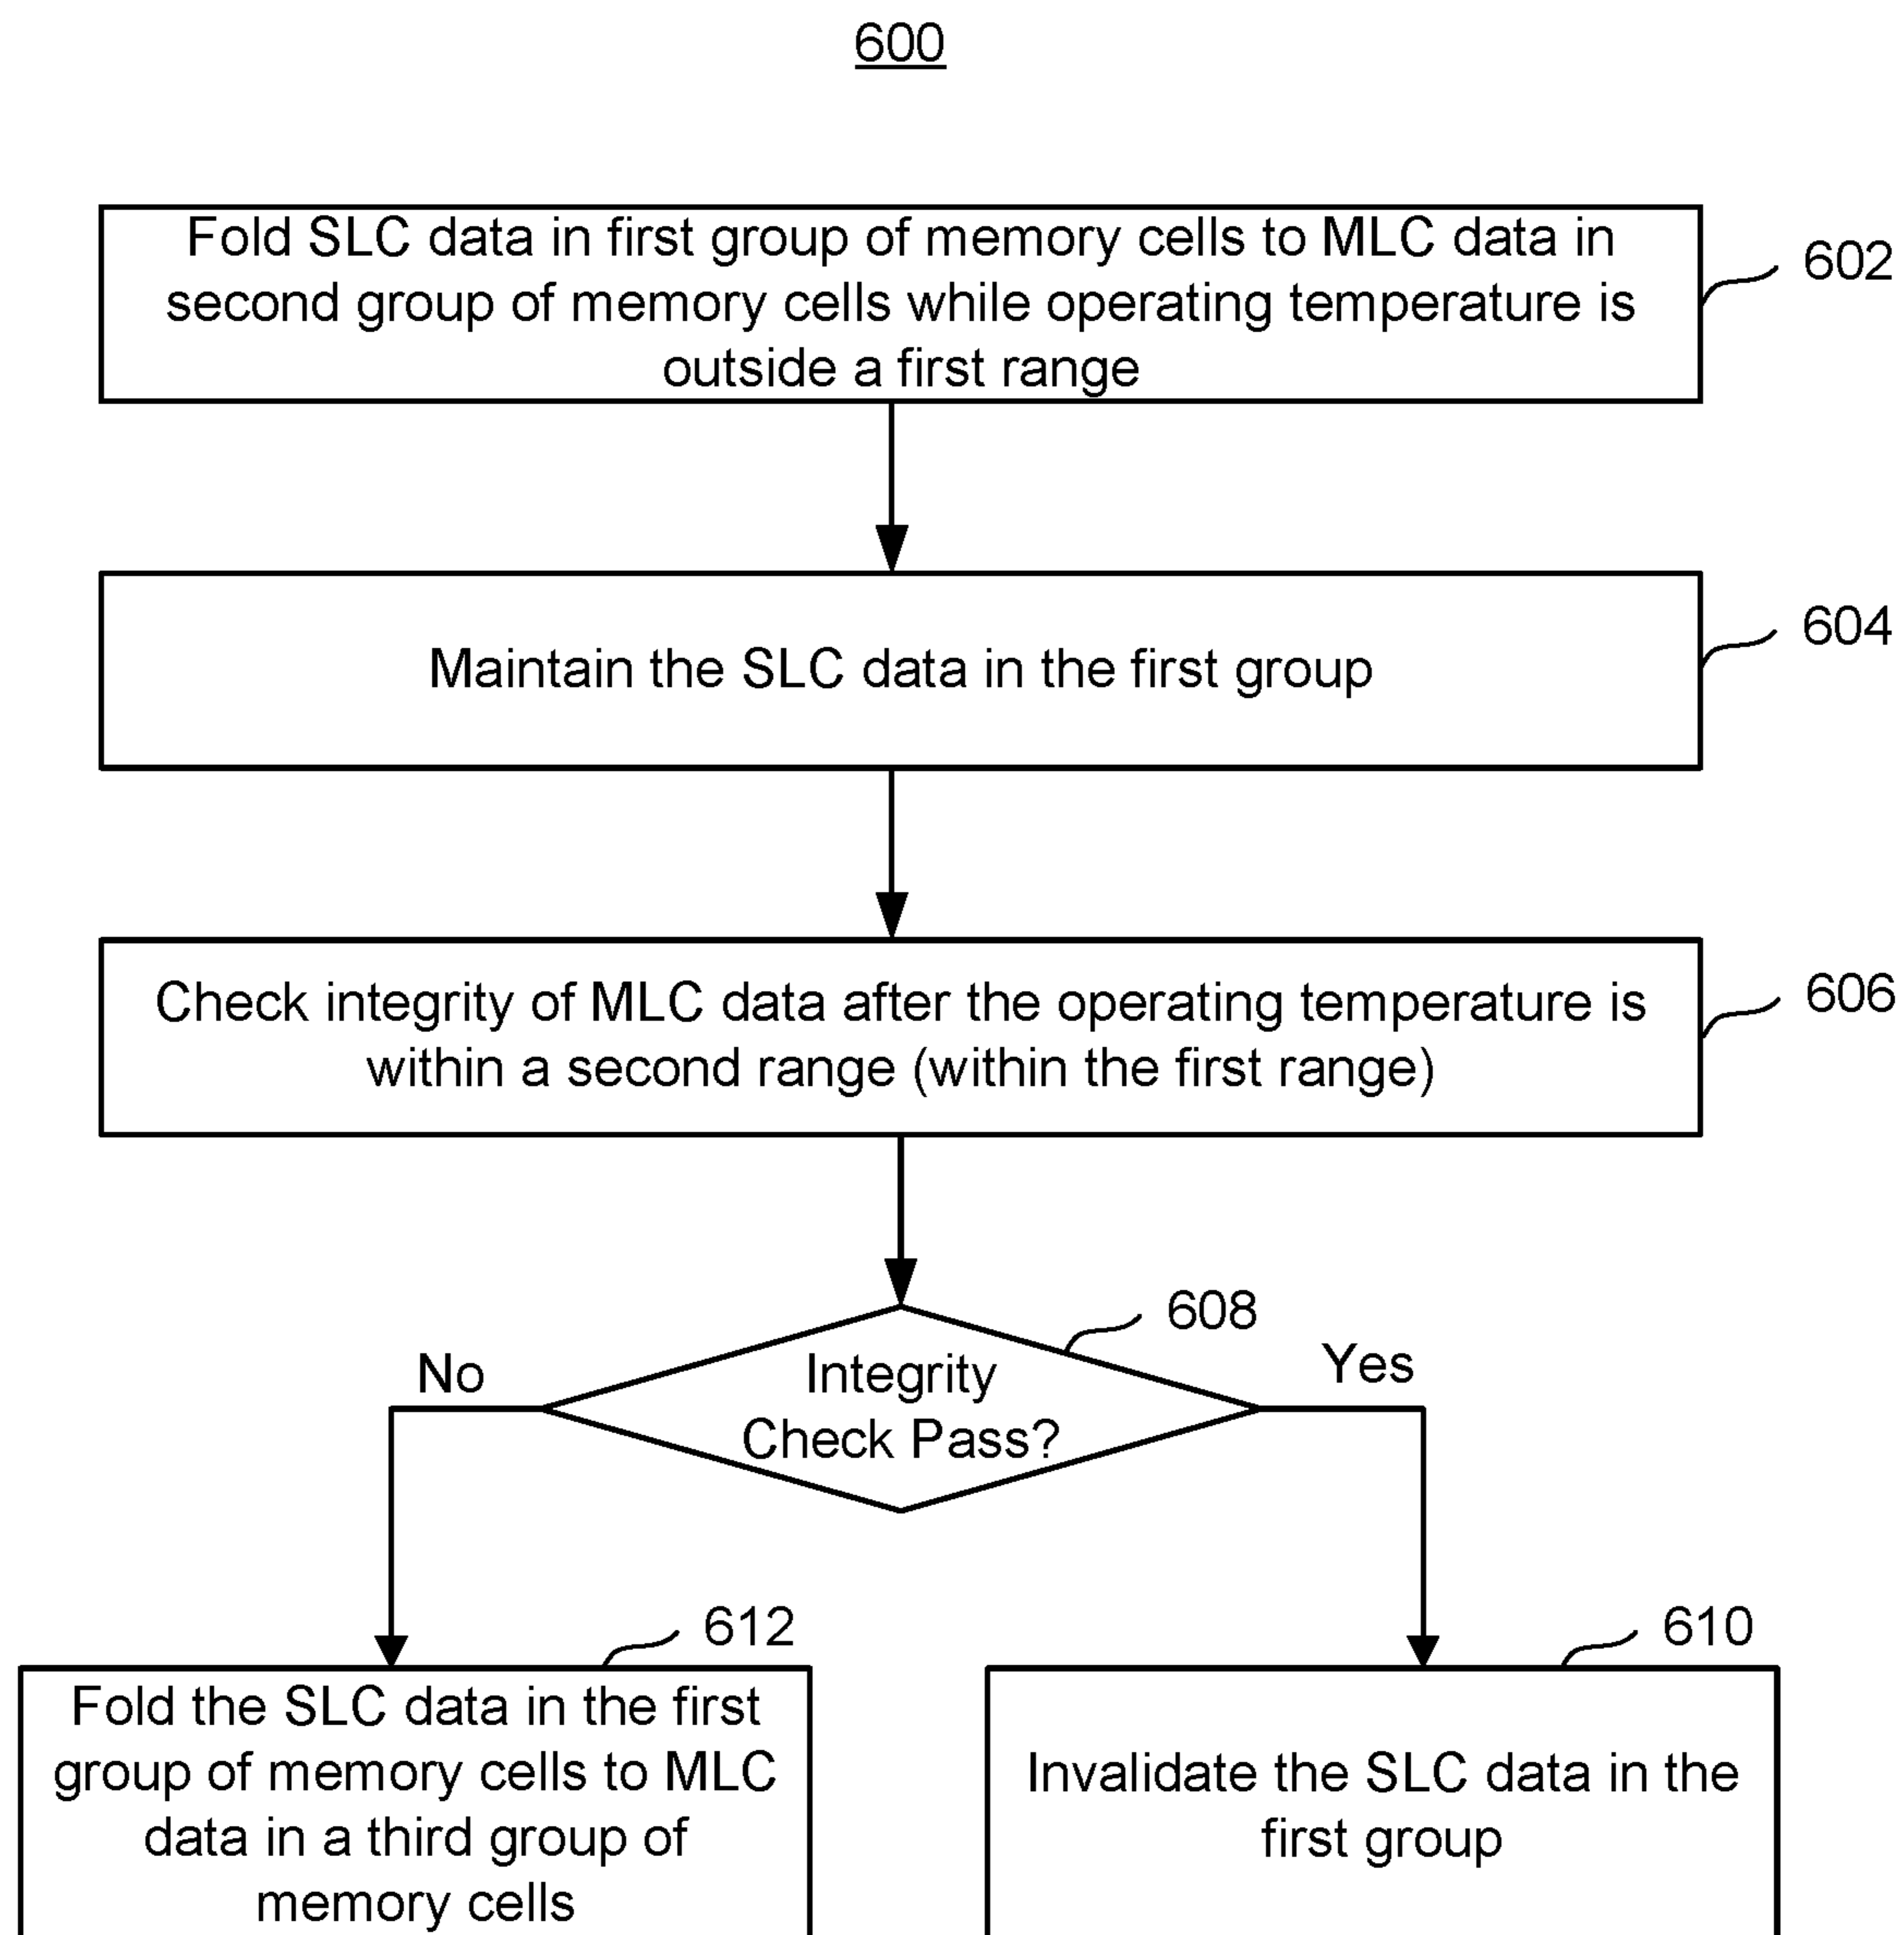 600
Fold SLC data in first group of memory cells to MLC data in
second group of memory cells while operating temperature is
outside a first range
602
Maintain the SLC data in the first group
604
Check integrity of MLC data after the operating temperature is
within a second range (within the first range)
606
608
No
Integrity
Check Pass?
Yes
612
Fold the SLC data in the first
group of memory cells to MLC
data in a third group of
memory cells
610
Invalidate the SLC data in the
first group